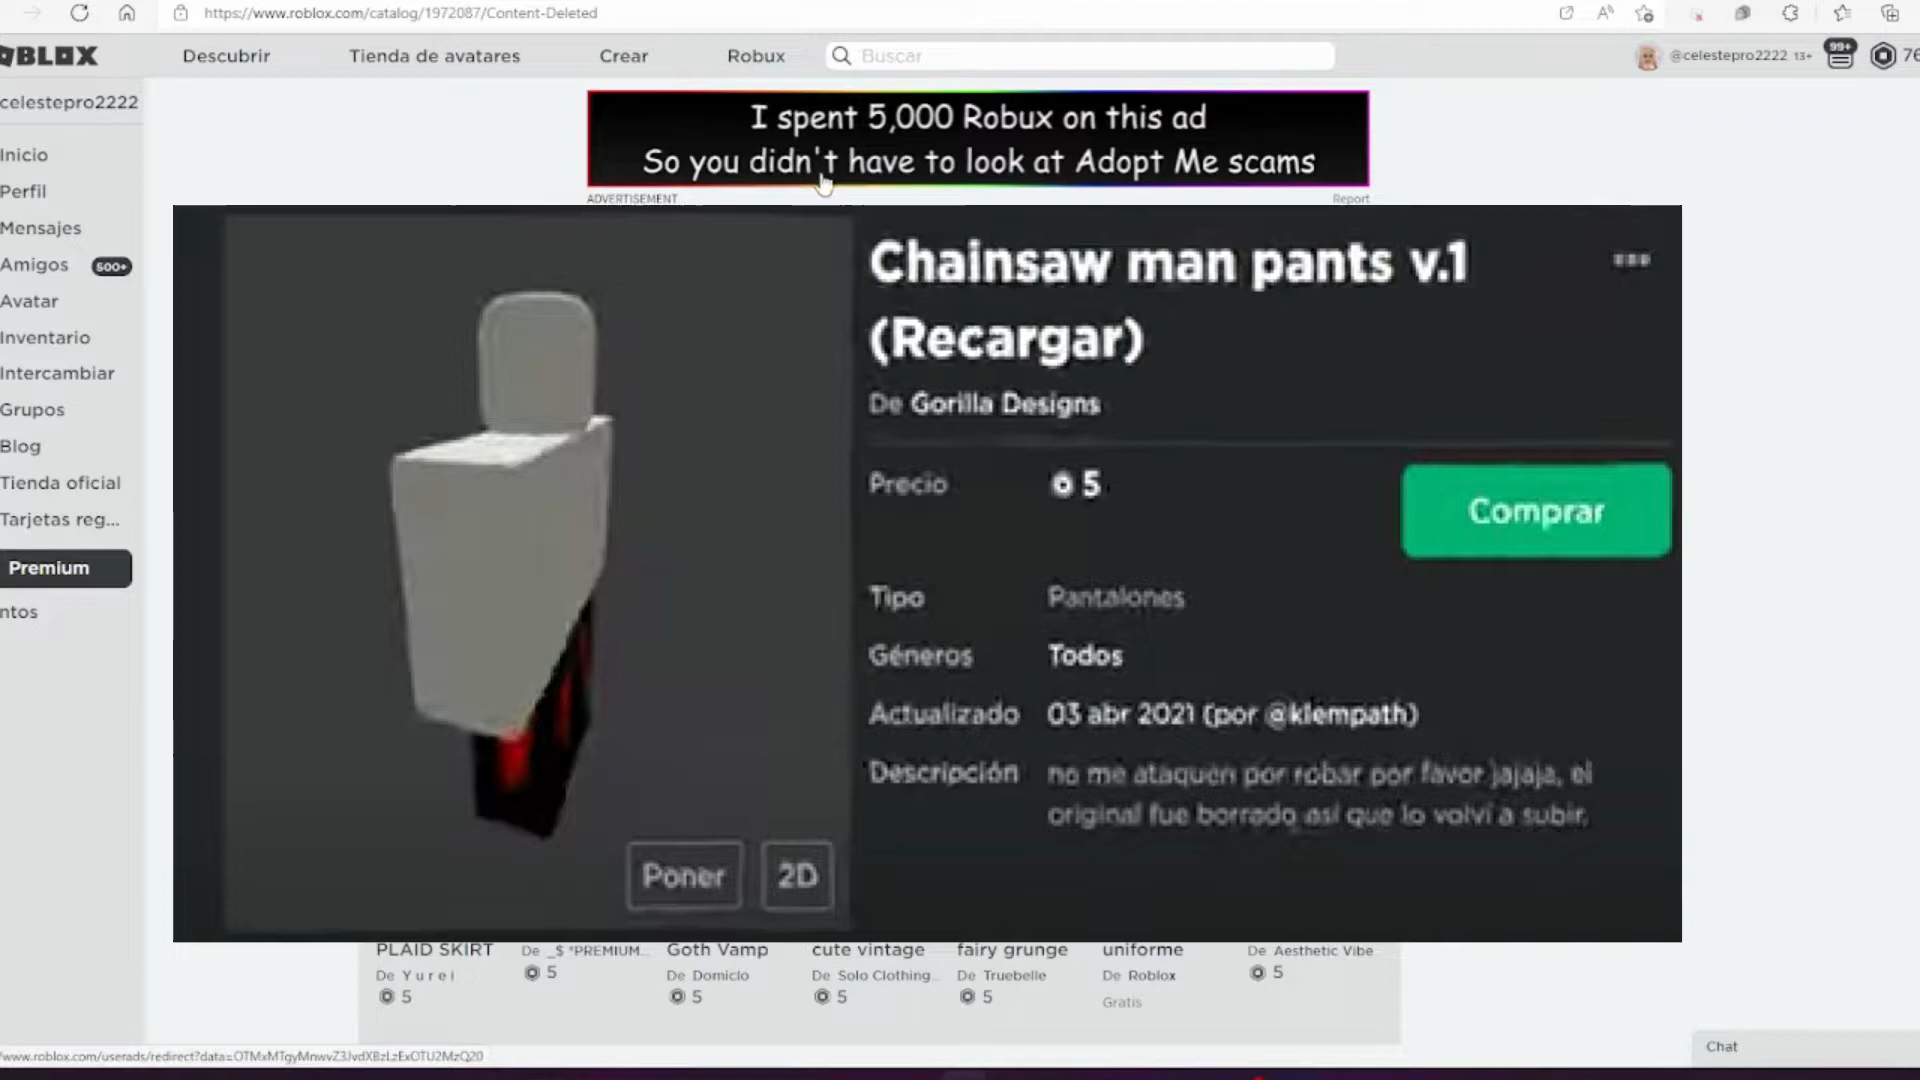 https://www.roblox.com/catalog/1972087/Content-Deleted
ROBLOX
Descubrir
Tienda de avatares
Crear
Robux
Buscar
@celestepro2222 13+
99+
celestepro2222
Inicio
Perfil
Mensajes
Amigos
500+
Avatar
Inventario
Intercambiar
Grupos
Blog
Tienda oficial
Tarjetas reg...
Premium
ntos
I spent 5,000 Robux on this ad
So you didn't have to look at Adopt Me scams
ADVERTISEMENT
Report
Chainsaw man pants v.1
(Recargar)
De Gorilla Designs
Precio
5
Comprar
Tipo
Pantalones
Géneros
Todos
Actualizado
03 abr 2021 (por @klempath)
Descripción
no me ataquen por robar por favor jajaja, el
original fue borrado así que lo volví a subir.
Poner
2D
PLAID SKIRT
De Y u r e i
5
De _$ *PREMIUM...
5
Goth Vamp
De Domiclo
5
cute vintage
De Solo Clothing...
5
fairy grunge
De Truebelle
5
uniforme
De Roblox
Gratis
De Aesthetic Vibe
5
Chat